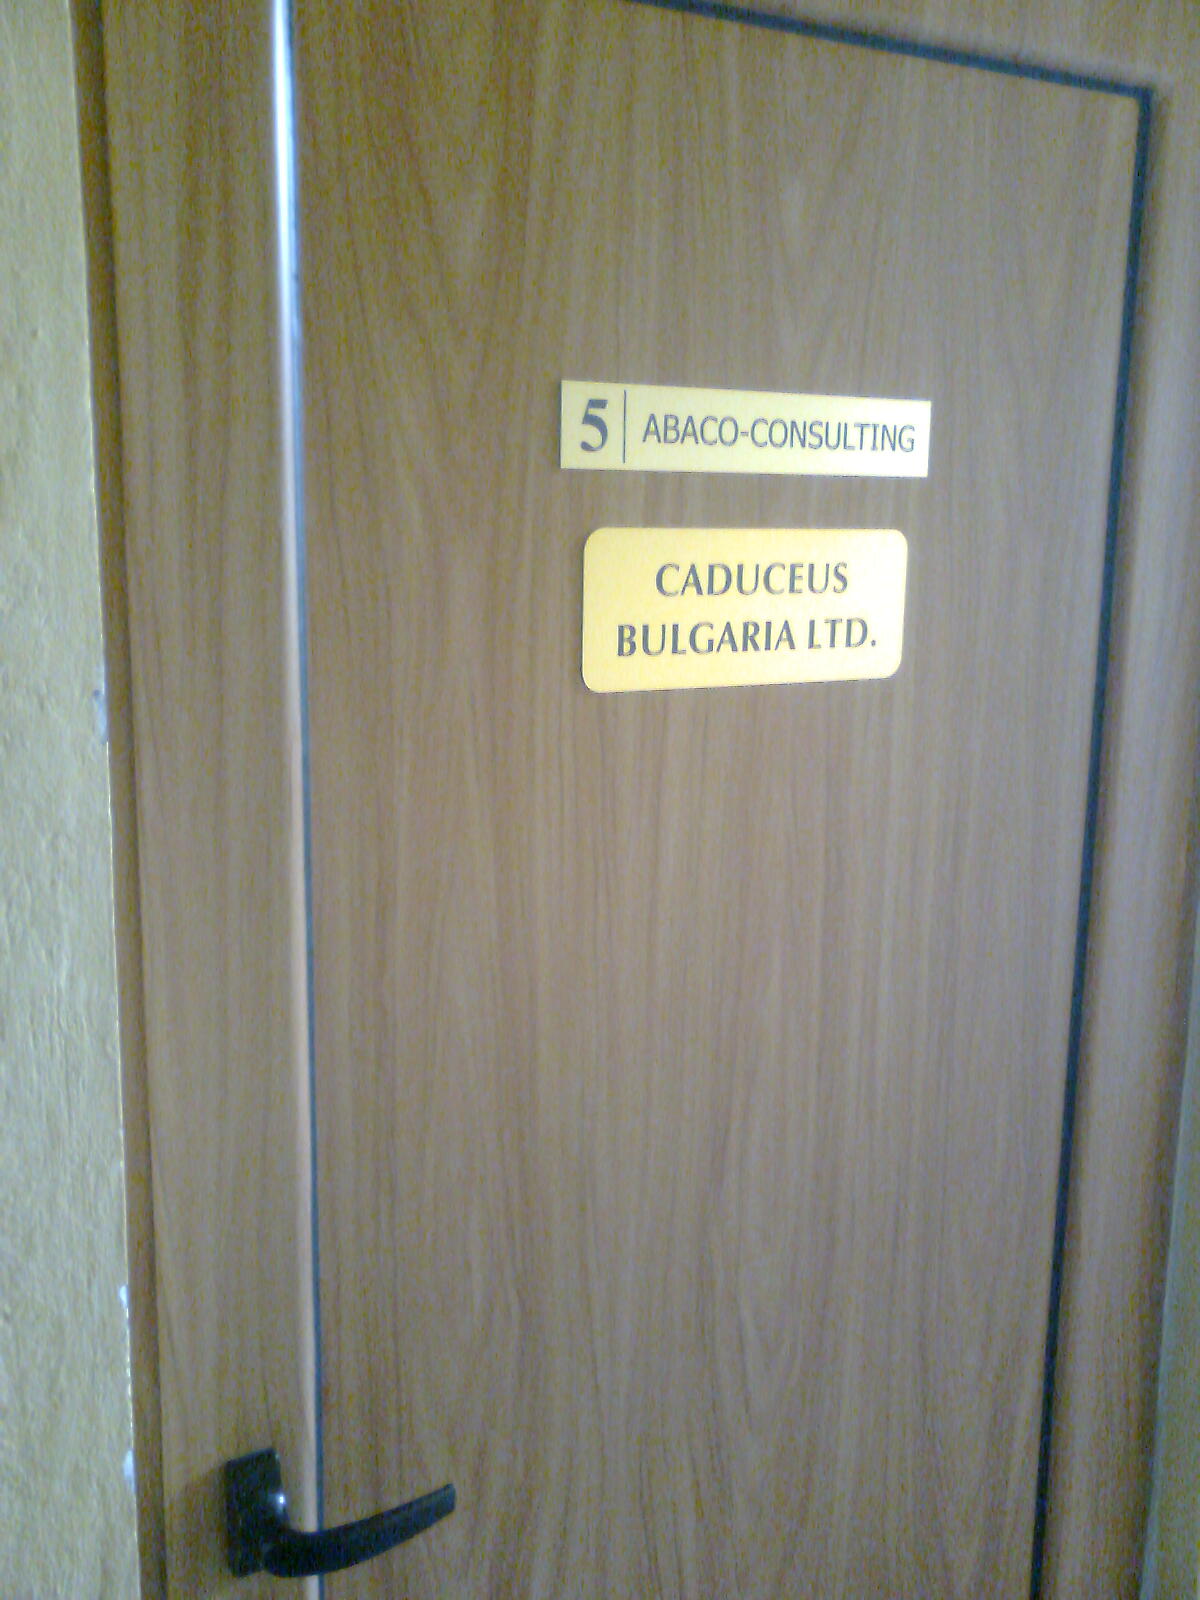 5 ABACO-CONSULTING
CADUCEUS
BULGARIA LTD.